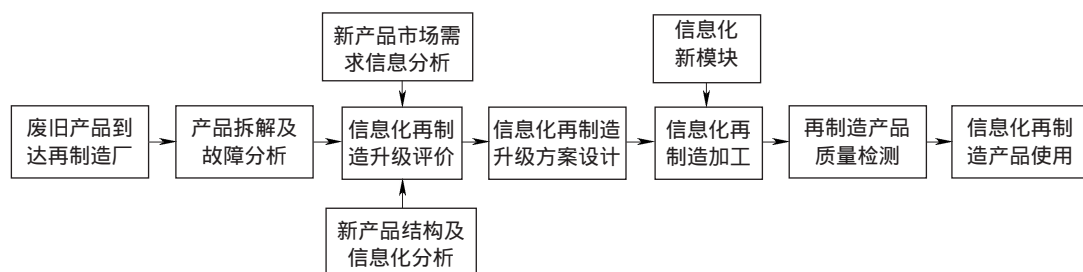 新产品市场需
求信息分析
信息化
新模块
废旧产品到
达再制造厂
产品拆解及
故障分析
信息化再制
造升级评价
信息化再制造
升级方案设计
信息化再
制造加工
再制造产品
质量检测
信息化再制
造产品使用
新产品结构及
信息化分析